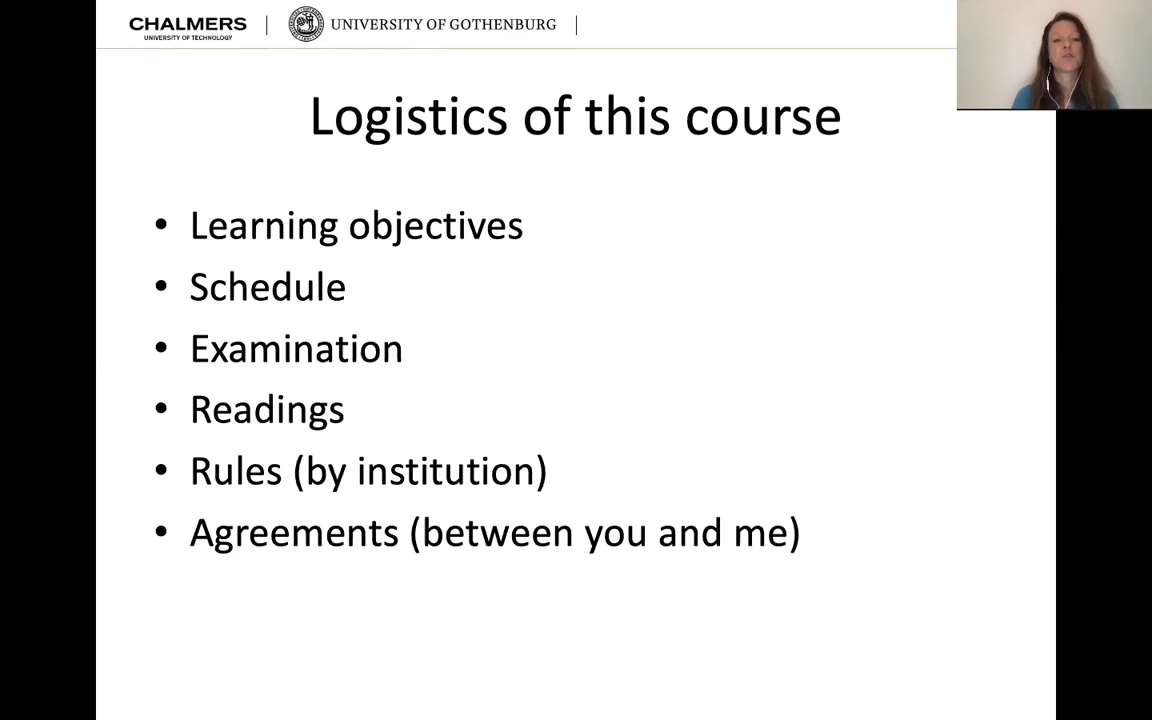 CHALMERS
UNIVERSITY OF TECHNOLOGY
UNIVERSITY OF GOTHENBURG
Logistics of this course
• Learning objectives
• Schedule
• Examination
• Readings
• Rules (by institution)
• Agreements (between you and me)